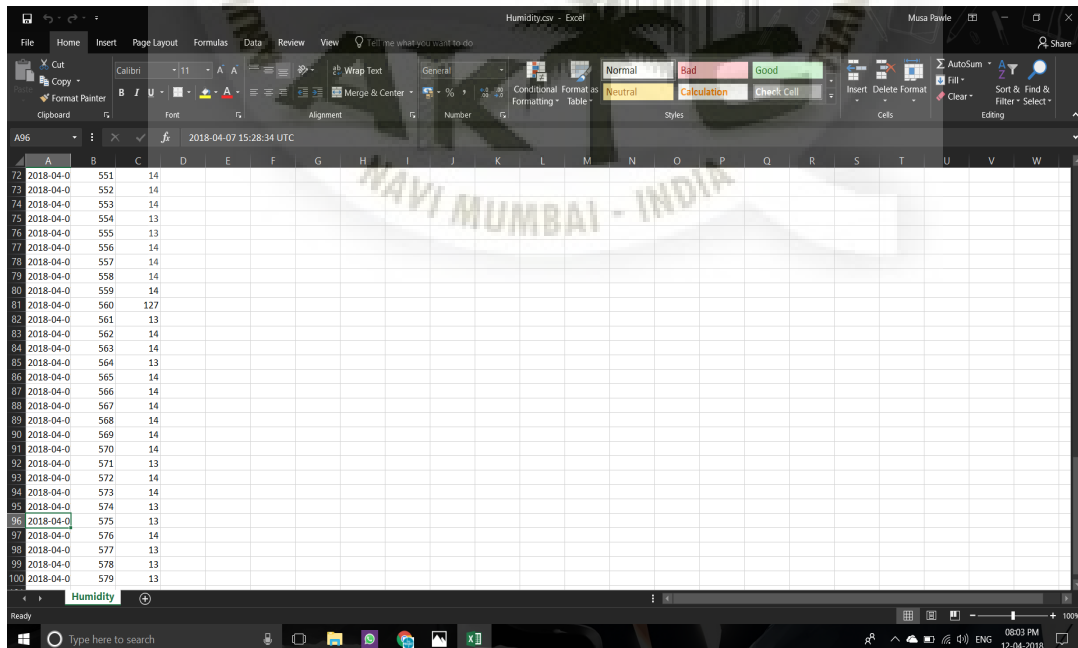 Humidity.csv - Excel
Musa Pawle
File Home Insert Page Layout Formulas Data Review View Tell me what you want to do
Share
Cut
Copy
Format Painter
Paste
Clipboard
Calibri 11 A A
B I U A
Font
Wrap Text
Merge & Center
Alignment
General
% ,
Number
Conditional Formatting
Format as Table
Normal Bad Good
Neutral Calculation Check Cell
Styles
Insert Delete Format
Cells
AutoSum
Fill
Clear
Sort & Filter
Find & Select
Editing
A96 fx 2018-04-07 15:28:34 UTC
A B C D E F G H I J K L M N O P Q R S T U V W
72 2018-04-0 551 14
73 2018-04-0 552 14
74 2018-04-0 553 14
75 2018-04-0 554 13
76 2018-04-0 555 13
77 2018-04-0 556 14
78 2018-04-0 557 14
79 2018-04-0 558 14
80 2018-04-0 559 14
81 2018-04-0 560 127
82 2018-04-0 561 13
83 2018-04-0 562 14
84 2018-04-0 563 14
85 2018-04-0 564 13
86 2018-04-0 565 14
87 2018-04-0 566 14
88 2018-04-0 567 14
89 2018-04-0 568 14
90 2018-04-0 569 14
91 2018-04-0 570 14
92 2018-04-0 571 13
93 2018-04-0 572 14
94 2018-04-0 573 14
95 2018-04-0 574 13
96 2018-04-0 575 13
97 2018-04-0 576 14
98 2018-04-0 577 13
99 2018-04-0 578 13
100 2018-04-0 579 13
NAVI MUMBAI - INDIA
Humidity
Ready
100%
Type here to search
ENG
08:03 PM
12-04-2018